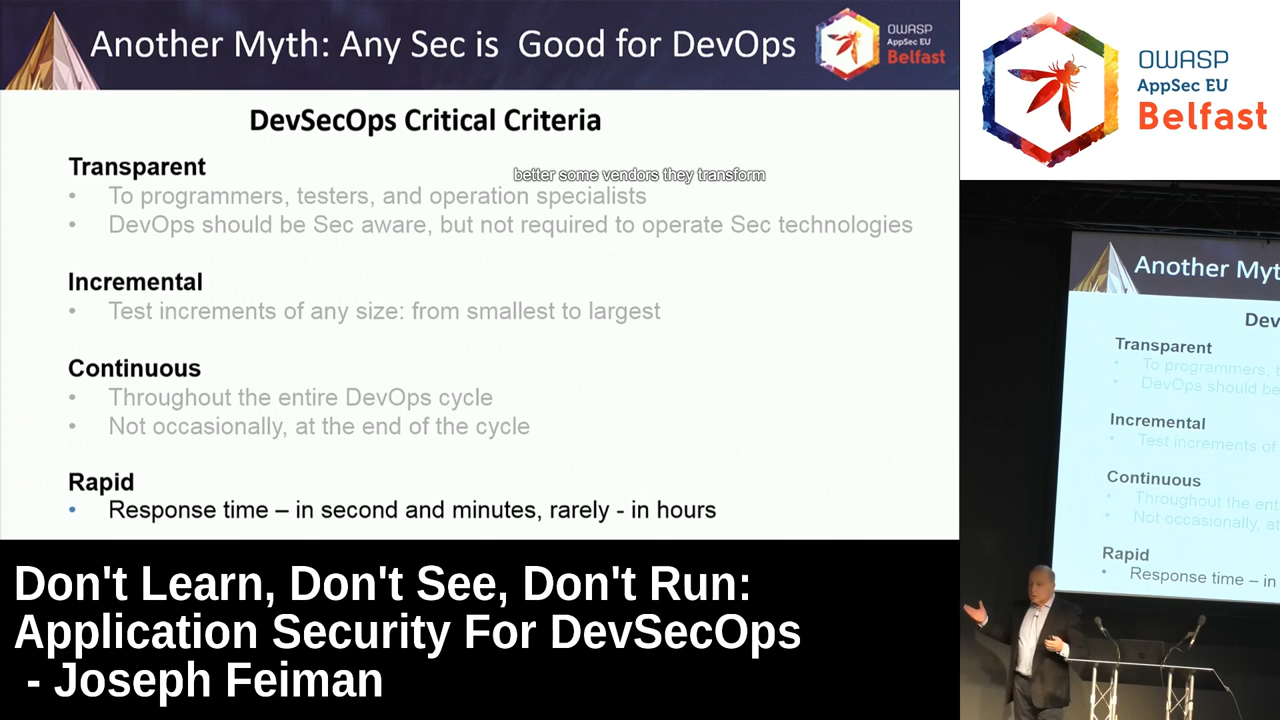 Another Myth: Any Sec is Good for DevOps
OWASP
AppSec EU
Belfast
DevSecOps Critical Criteria
Transparent
better some vendors they transform
• To programmers, testers, and operation specialists
• DevOps should be Sec aware, but not required to operate Sec technologies
Incremental
• Test increments of any size: from smallest to largest
Continuous
• Throughout the entire DevOps cycle
• Not occasionally, at the end of the cycle
Rapid
• Response time – in second and minutes, rarely - in hours
OWASP
AppSec EU
Belfast
Another Myt
Dev
Transparent
• To programmers, t
• DevOps should be
Incremental
• Test increments of
Continuous
• Throughout the ent
• Not occasionally, at
Rapid
• Response time – in
Don't Learn, Don't See, Don't Run:
Application Security For DevSecOps
- Joseph Feiman